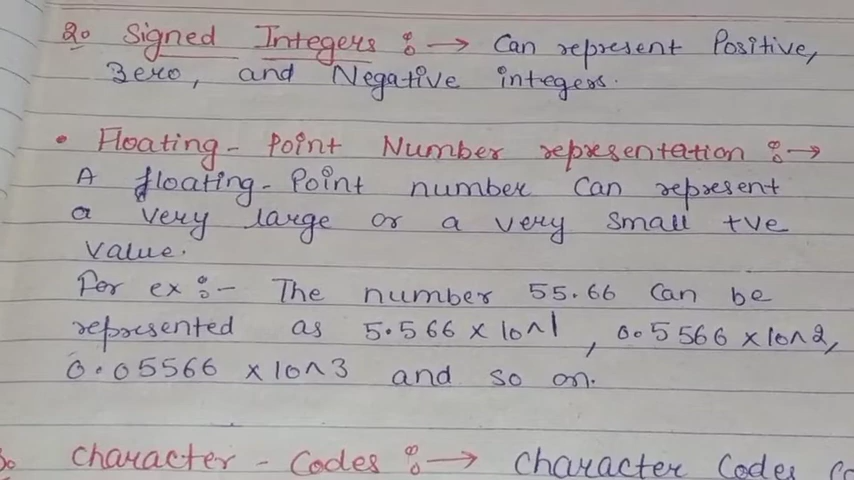 2. Signed Integers :→ Can represent Positive,
Zero, and Negative integers.
• Floating-Point Number representation :→
A floating-Point number can represent
a very large or a very small +ve
value.
For ex :- The number 55.66 can be
represented as 5.566 x 10^1, 0.5566 x 10^2,
0.05566 x 10^3 and so on.
Character - Codes :→ Character Codes